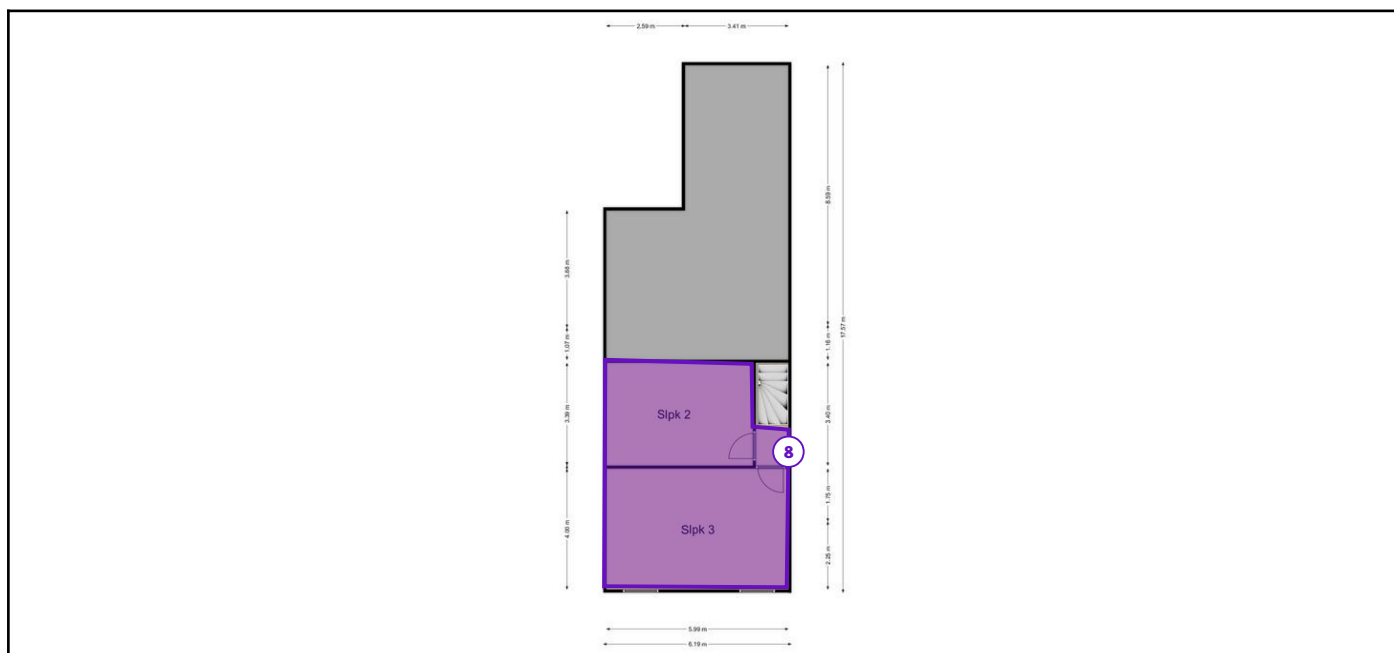 2.59 m
3.41 m
8.59 m
17.57 m
3.88 m
1.07 m
1.16 m
3.39 m
3.40 m
Slpk 2
8
1.75 m
4.00 m
Slpk 3
2.25 m
5.99 m
6.19 m